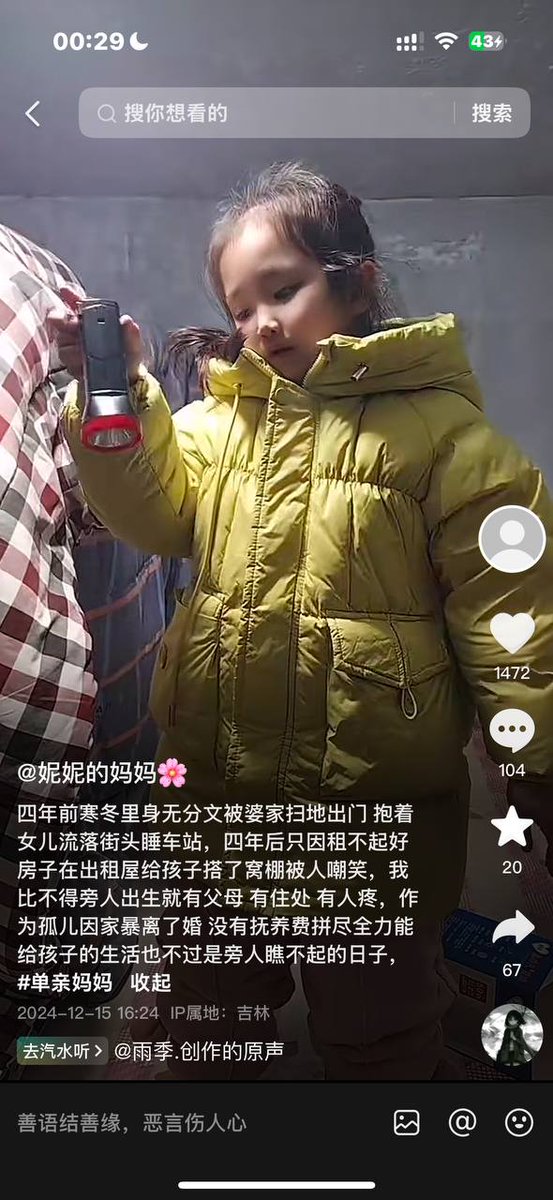 00:29
43
搜你想看的
搜索
1472
104
20
67
@妮妮的妈妈🌸
四年前寒冬里身无分文被婆家扫地出门 抱着
女儿流落街头睡车站，四年后只因租不起好
房子在出租屋给孩子搭了窝棚被人嘲笑，我
比不得旁人出生就有父母 有住处 有人疼，作
为孤儿因家暴离了婚 没有抚养费拼尽全力能
给孩子的生活也不过是旁人瞧不起的日子，
#单亲妈妈 收起
2024-12-15 16:24 IP属地：吉林
去汽水听 > @雨季.创作的原声
善语结善缘，恶言伤人心